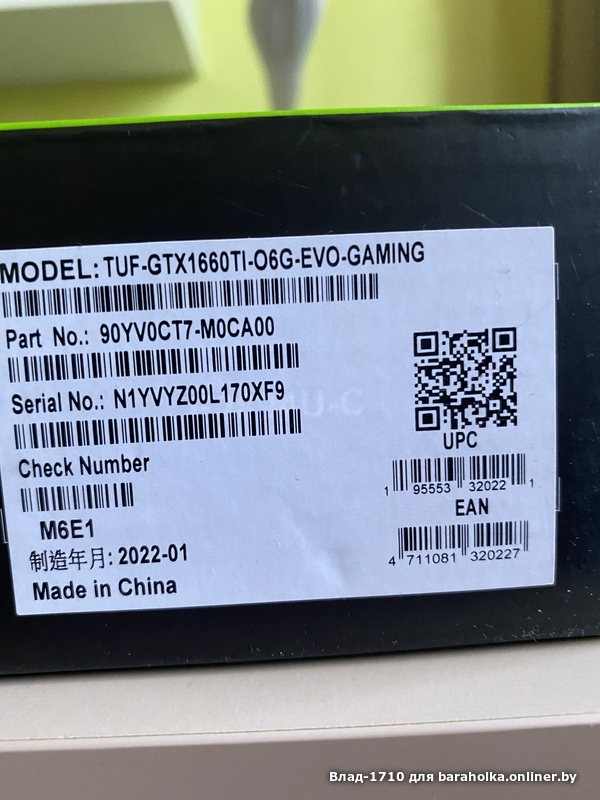 MODEL: TUF-GTX1660TI-O6G-EVO-GAMING
Part No.: 90YV0CT7-M0CA00
Serial No.: N1YVYZ00L170XF9
UPC
Check Number
1 95553 32022 1
EAN
M6E1
4 711081 320227
制造年月: 2022-01
Made in China
Влад-1710 для baraholka.onliner.by